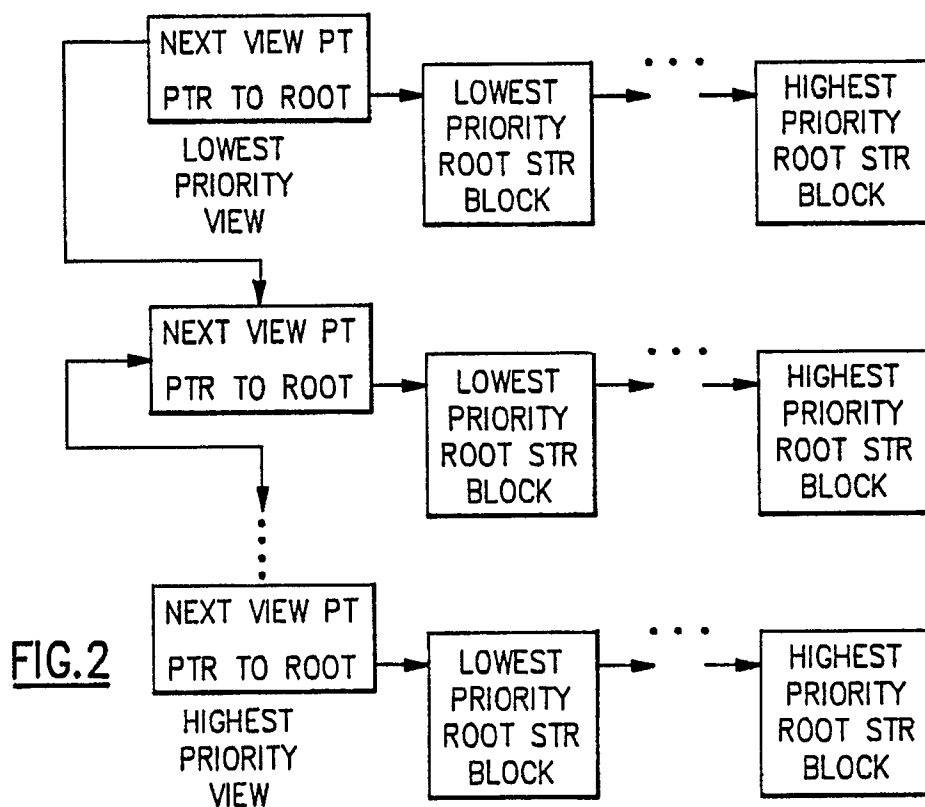 NEXT VIEW PT
PTR TO ROOT
LOWEST
PRIORITY
VIEW
LOWEST
PRIORITY
ROOT STR
BLOCK
HIGHEST
PRIORITY
ROOT STR
BLOCK
NEXT VIEW PT
PTR TO ROOT
LOWEST
PRIORITY
ROOT STR
BLOCK
HIGHEST
PRIORITY
ROOT STR
BLOCK
NEXT VIEW PT
PTR TO ROOT
HIGHEST
PRIORITY
VIEW
LOWEST
PRIORITY
ROOT STR
BLOCK
HIGHEST
PRIORITY
ROOT STR
BLOCK
FIG.2